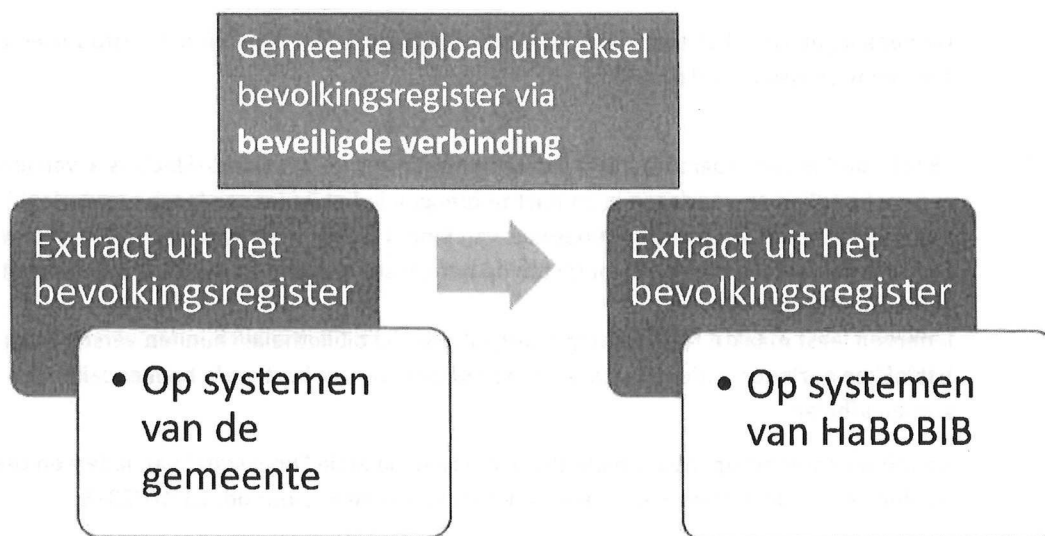 Gemeente upload uittreksel
bevolkingsregister via
beveiligde verbinding
Extract uit het
bevolkingsregister
• Op systemen
van de
gemeente
Extract uit het
bevolkingsregister
• Op systemen
van HaBoBIB